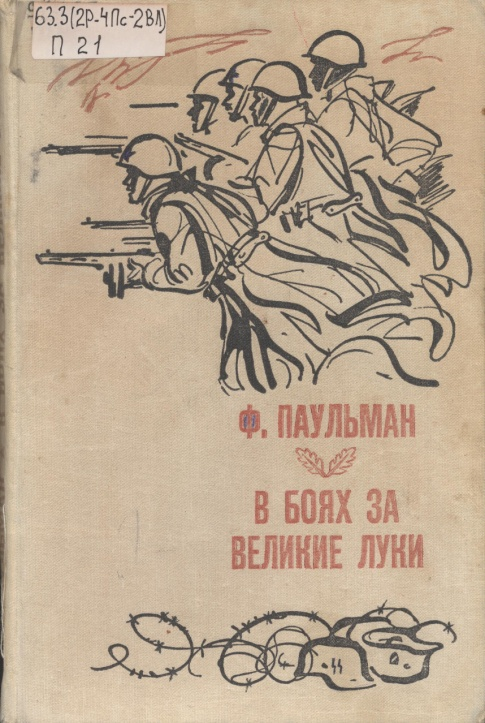 63.3(2Р-4Пс-2ВЛ)
П 21
Ф. ПАУЛЬМАН
В БОЯХ ЗА
ВЕЛИКИЕ ЛУКИ